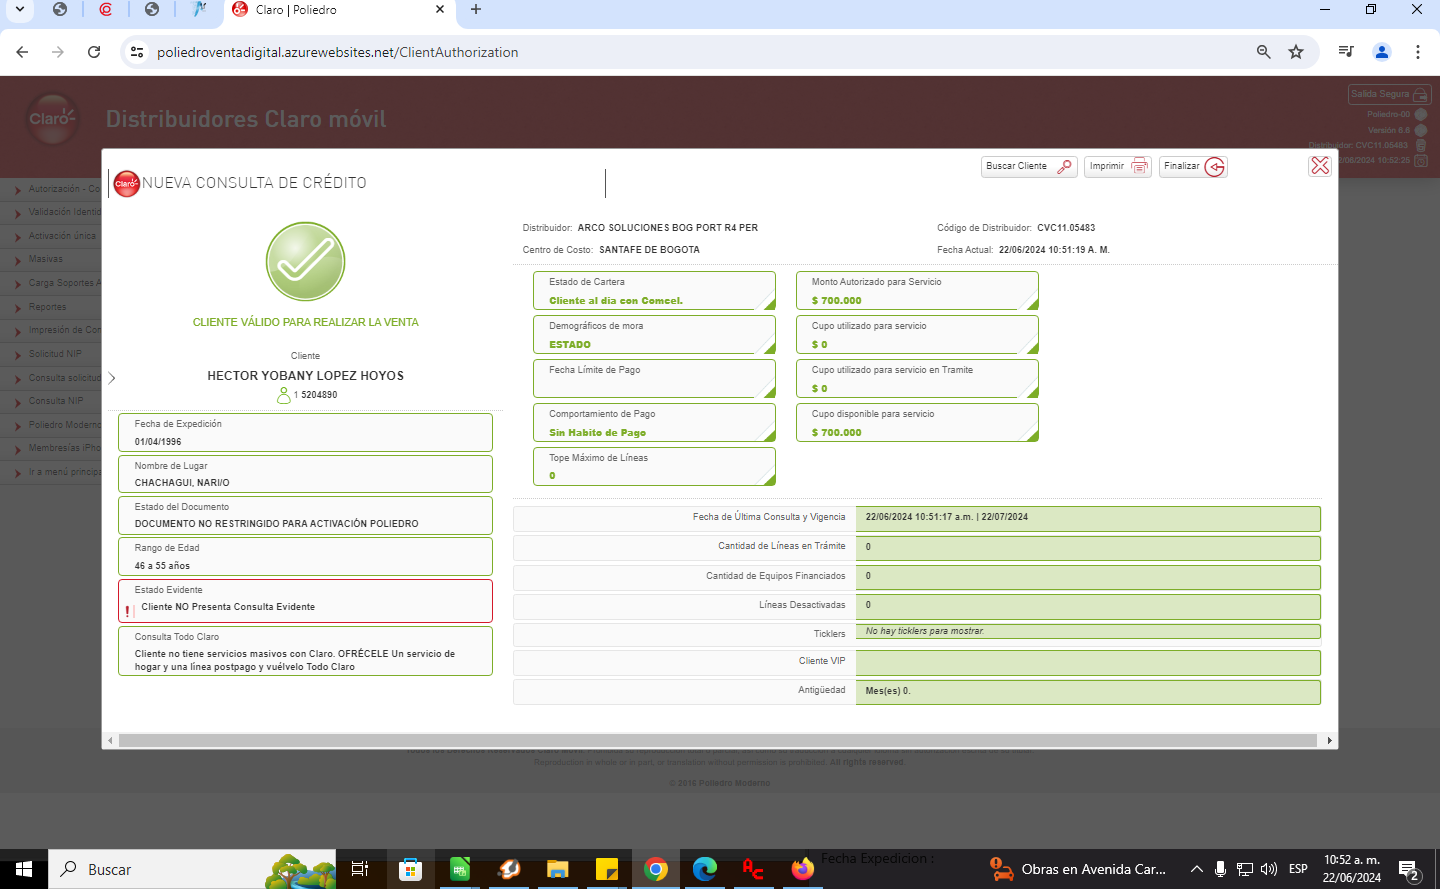 Claro | Poliedro
poliedroventadigital.azurewebsites.net/ClientAuthorization
Claro
Distribuidores Claro móvil
Salida Segura
Poliedro-00
Versión 6.6
Distribuidor: CVC11.05483
22/06/2024 10:52:25
Autorización - Co
Validación Identid
Activación única
Masivas
Carga Soportes A
Reportes
Impresión de Con
Solicitud NIP
Consulta solicitud
Consulta NIP
Poliedro Moderno
Membresías iPho
Ir a menú principa
Claro
NUEVA CONSULTA DE CRÉDITO
Buscar Cliente
Imprimir
Finalizar
CLIENTE VÁLIDO PARA REALIZAR LA VENTA
Cliente
HECTOR YOBANY LOPEZ HOYOS
1 5204890
Fecha de Expedición
01/04/1996
Nombre de Lugar
CHACHAGUI, NARI/O
Estado del Documento
DOCUMENTO NO RESTRINGIDO PARA ACTIVACIÓN POLIEDRO
Rango de Edad
46 a 55 años
Estado Evidente
! Cliente NO Presenta Consulta Evidente
Consulta Todo Claro
Cliente no tiene servicios masivos con Claro. OFRÉCELE Un servicio de
hogar y una línea postpago y vuélvelo Todo Claro
Distribuidor: ARCO SOLUCIONES BOG PORT R4 PER
Código de Distribuidor: CVC11.05483
Centro de Costo: SANTAFE DE BOGOTA
Fecha Actual: 22/06/2024 10:51:19 A. M.
Estado de Cartera
Cliente al dia con Comcel.
Demográficos de mora
ESTADO
Fecha Límite de Pago
Comportamiento de Pago
Sin Habito de Pago
Tope Máximo de Líneas
0
Monto Autorizado para Servicio
$ 700.000
Cupo utilizado para servicio
$ 0
Cupo utilizado para servicio en Tramite
$ 0
Cupo disponible para servicio
$ 700.000
Fecha de Última Consulta y Vigencia 22/06/2024 10:51:17 a.m. | 22/07/2024
Cantidad de Líneas en Trámite 0
Cantidad de Equipos Financiados 0
Líneas Desactivadas 0
Ticklers No hay ticklers para mostrar.
Cliente VIP
Antigüedad Mes(es) 0.
Reproduction in whole or in part, or translation without permission is prohibited. All rights reserved.
© 2016 Poliedro Moderno
Buscar
Fecha Expedicion :
Obras en Avenida Car...
ESP
10:52 a. m.
22/06/2024
2